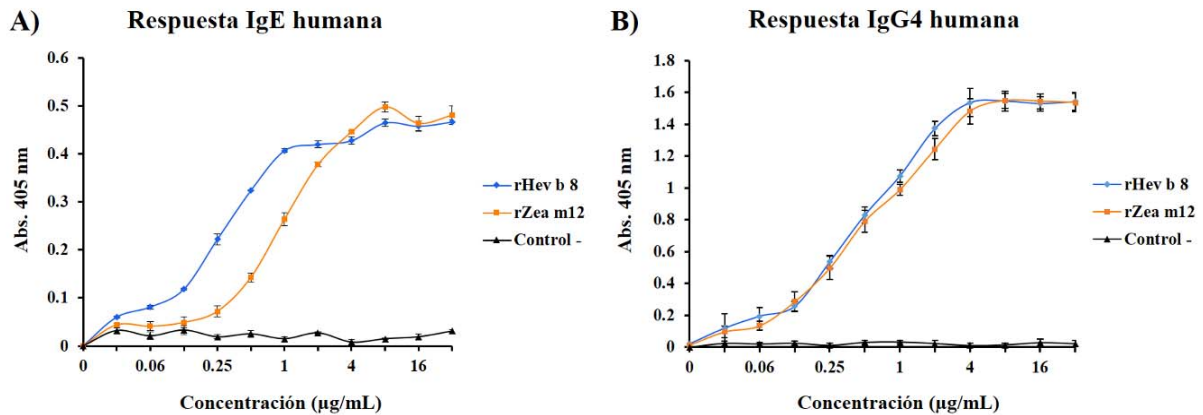 A)
Respuesta IgE humana
0.6
0.5
0.4
0.3
0.2
0.1
0
Abs. 405 nm
0 0.06 0.25 1 4 16
Concentración (µg/mL)
rHev b 8
rZea m12
Control -
B)
Respuesta IgG4 humana
1.8
1.6
1.4
1.2
1
0.8
0.6
0.4
0.2
0
Abs. 405 nm
0 0.06 0.25 1 4 16
Concentración (µg/mL)
rHev b 8
rZea m12
Control -